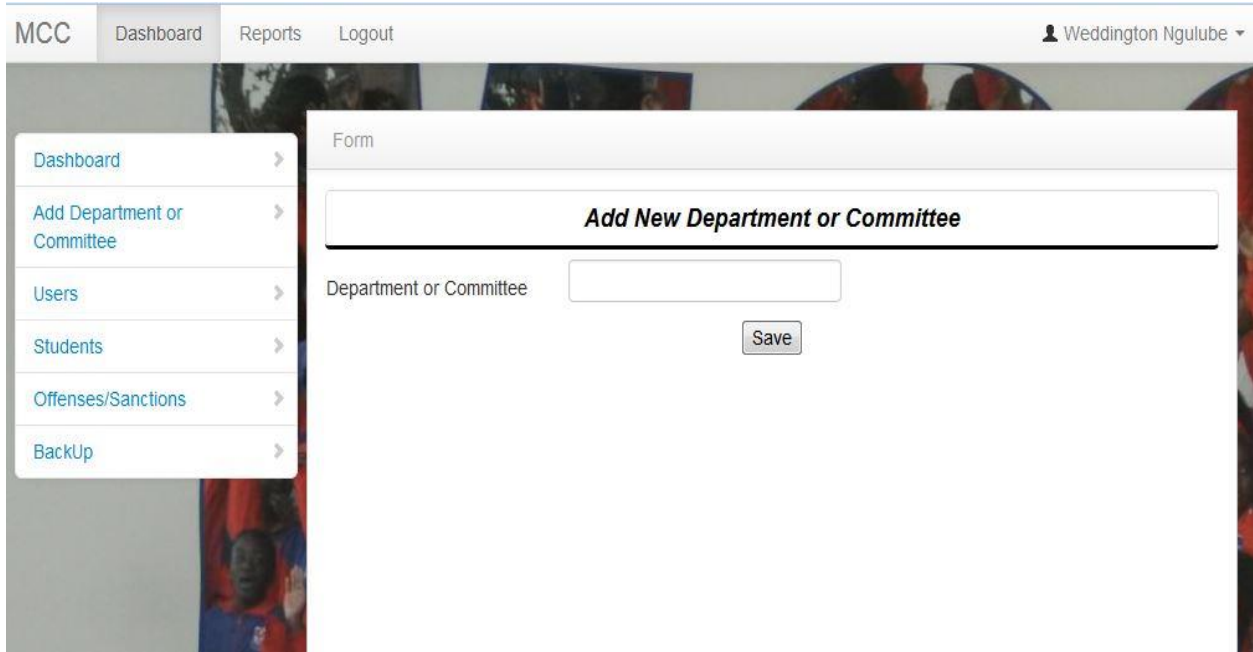 MCC Dashboard Reports Logout Weddington Ngulube
Dashboard
Add Department or
Committee
Users
Students
Offenses/Sanctions
BackUp
Form
Add New Department or Committee
Department or Committee
Save